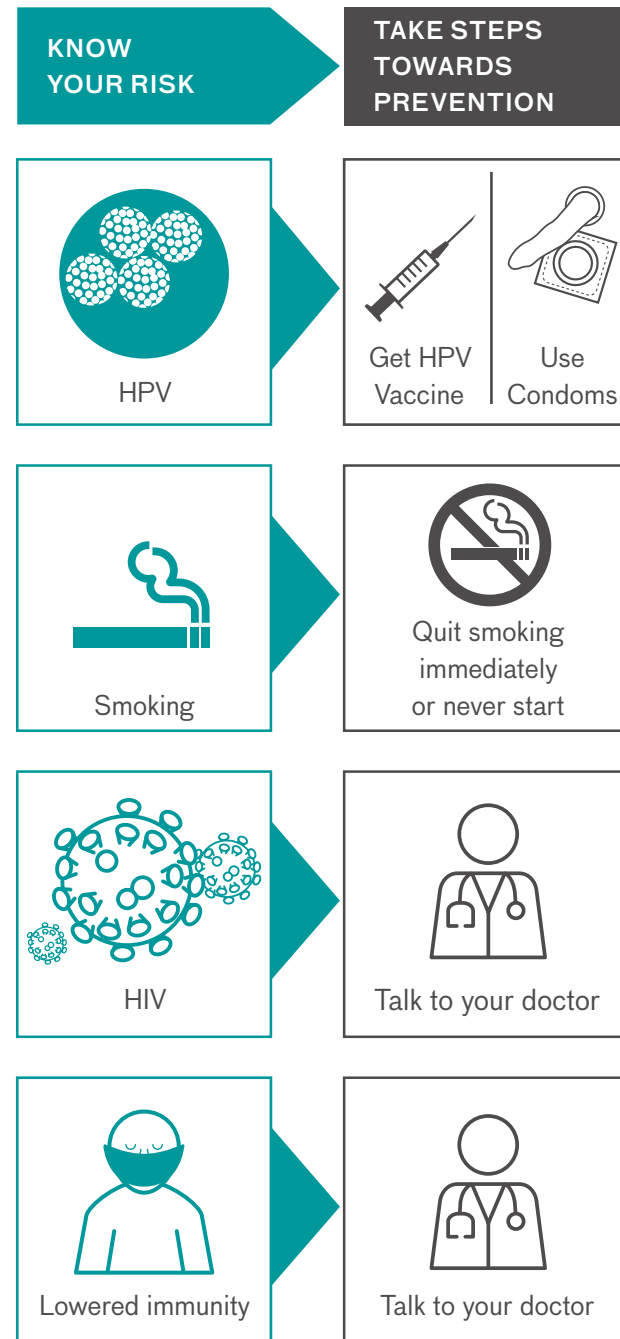 KNOW
YOUR RISK
TAKE STEPS
TOWARDS
PREVENTION
HPV
Get HPV
Vaccine
Use
Condoms
Smoking
Quit smoking
immediately
or never start
HIV
Talk to your doctor
Lowered immunity
Talk to your doctor